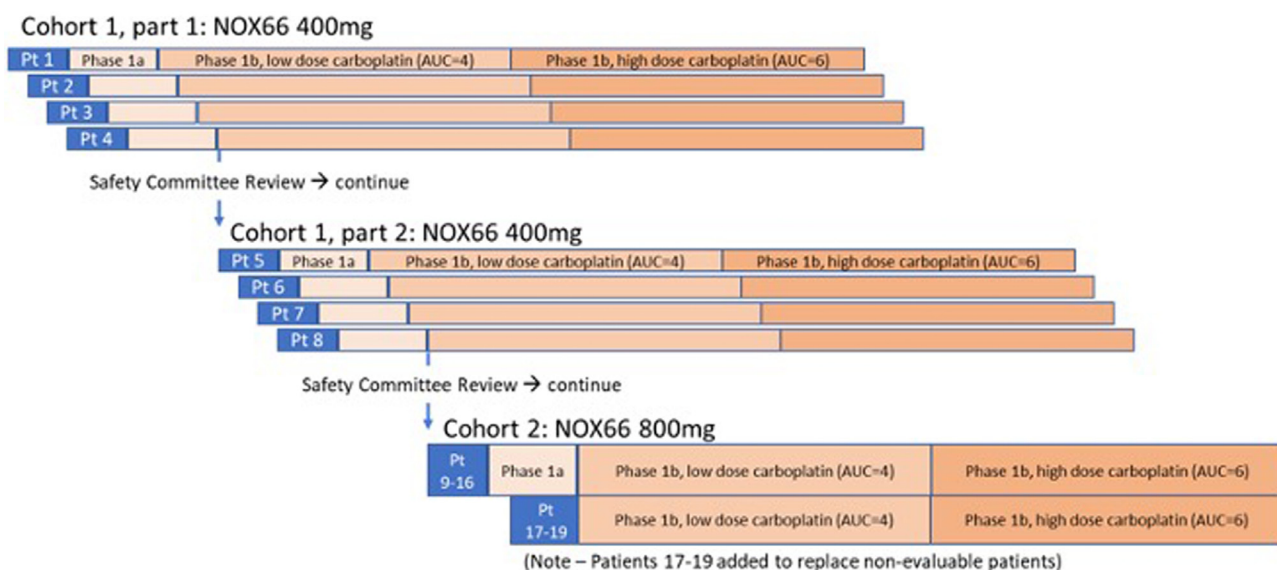 Cohort 1, part 1: NOX66 400mg
Pt 1 Phase 1a Phase 1b, low dose carboplatin (AUC=4) Phase 1b, high dose carboplatin (AUC=6)
Pt 2
Pt 3
Pt 4
Safety Committee Review → continue
Cohort 1, part 2: NOX66 400mg
Pt 5 Phase 1a Phase 1b, low dose carboplatin (AUC=4) Phase 1b, high dose carboplatin (AUC=6)
Pt 6
Pt 7
Pt 8
Safety Committee Review → continue
Cohort 2: NOX66 800mg
Pt
9-16 Phase 1a Phase 1b, low dose carboplatin (AUC=4) Phase 1b, high dose carboplatin (AUC=6)
Pt
17-19 Phase 1b, low dose carboplatin (AUC=4) Phase 1b, high dose carboplatin (AUC=6)
(Note – Patients 17-19 added to replace non-evaluable patients)